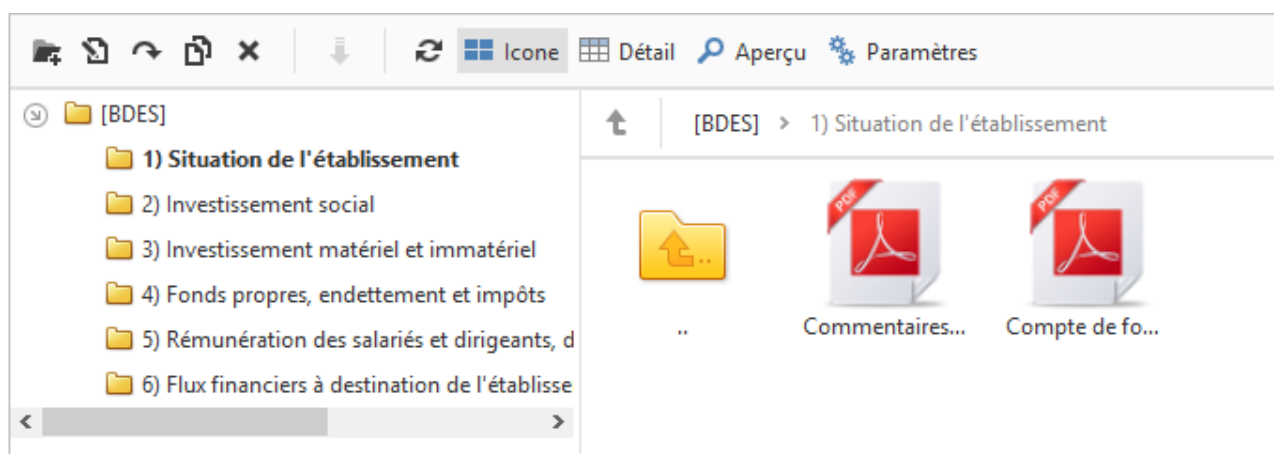 Icone Détail Aperçu Paramètres
[BDES]
1) Situation de l'établissement
2) Investissement social
3) Investissement matériel et immatériel
4) Fonds propres, endettement et impôts
5) Rémunération des salariés et dirigeants, d
6) Flux financiers à destination de l'établisse
[BDES] > 1) Situation de l'établissement
..
..
PDF
Commentaires...
PDF
Compte de fo...